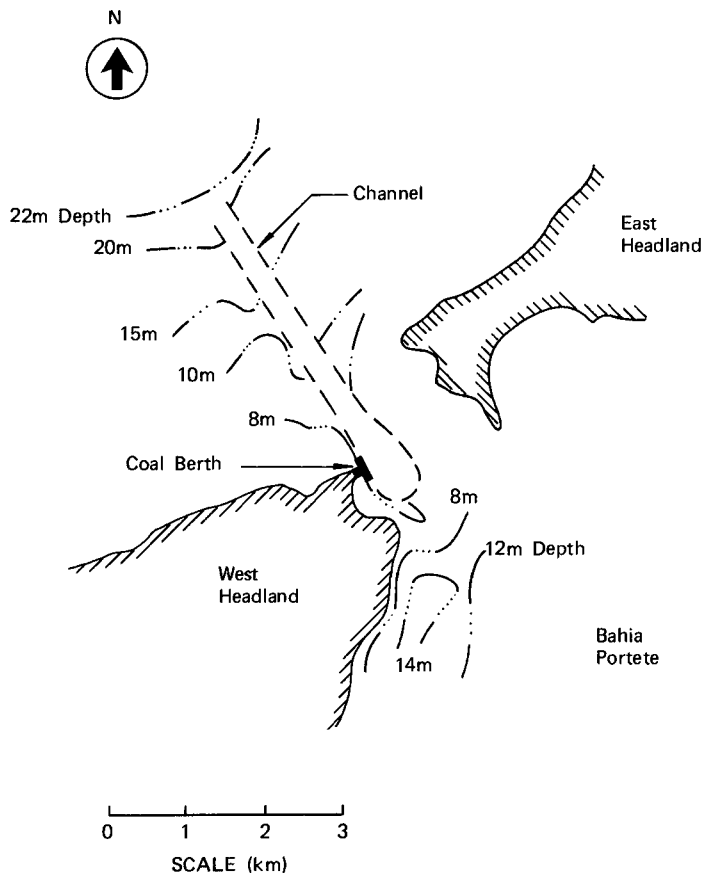 N
Channel
22m Depth
East
Headland
20m
15m
10m
8m
Coal Berth
8m
12m Depth
West
Headland
Bahia
Portete
14m
0 1 2 3
SCALE (km)